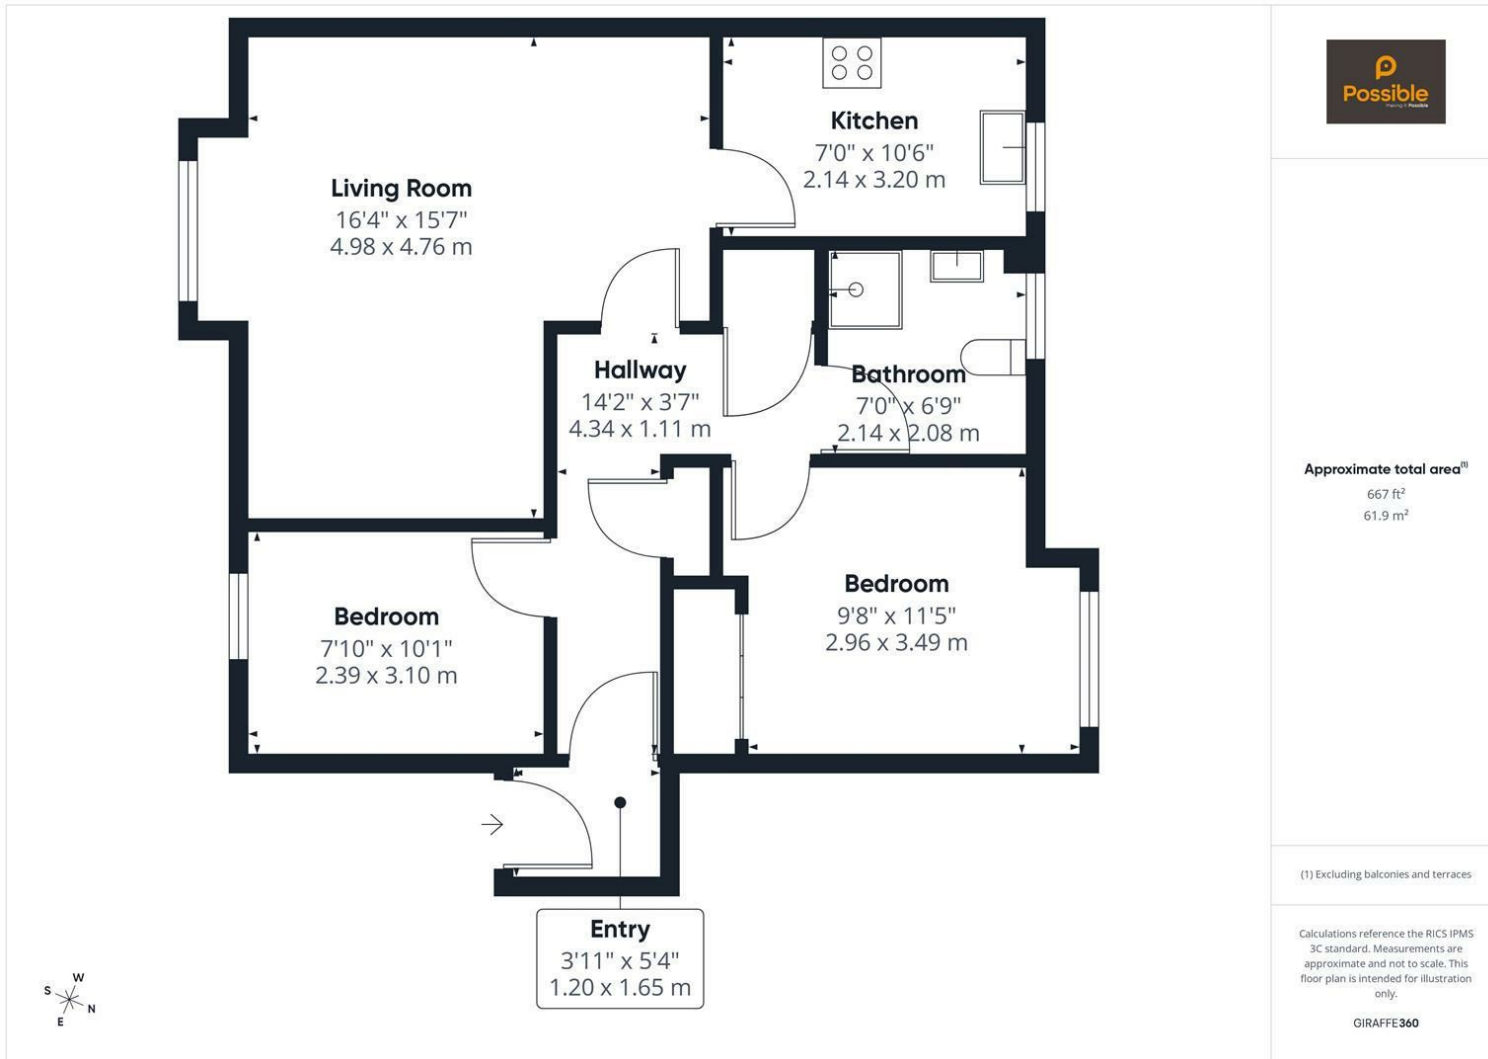 Living Room
16'4" x 15'7"
4.98 x 4.76 m
Kitchen
7'0" x 10'6"
2.14 x 3.20 m
Hallway
14'2" x 3'7"
4.34 x 1.11 m
Bathroom
7'0" x 6'9"
2.14 x 2.08 m
Bedroom
7'10" x 10'1"
2.39 x 3.10 m
Bedroom
9'8" x 11'5"
2.96 x 3.49 m
Entry
3'11" x 5'4"
1.20 x 1.65 m
W
S
N
E
Possible
Making it Possible
Approximate total area(1)
667 ft²
61.9 m²
(1) Excluding balconies and terraces
Calculations reference the RICS IPMS
3C standard. Measurements are
approximate and not to scale. This
floor plan is intended for illustration
only.
GIRAFFE360